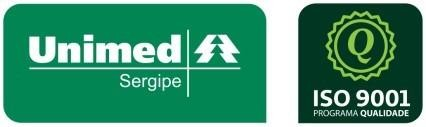 Unimed
Sergipe
Q
ISO 9001
PROGRAMA QUALIDADE